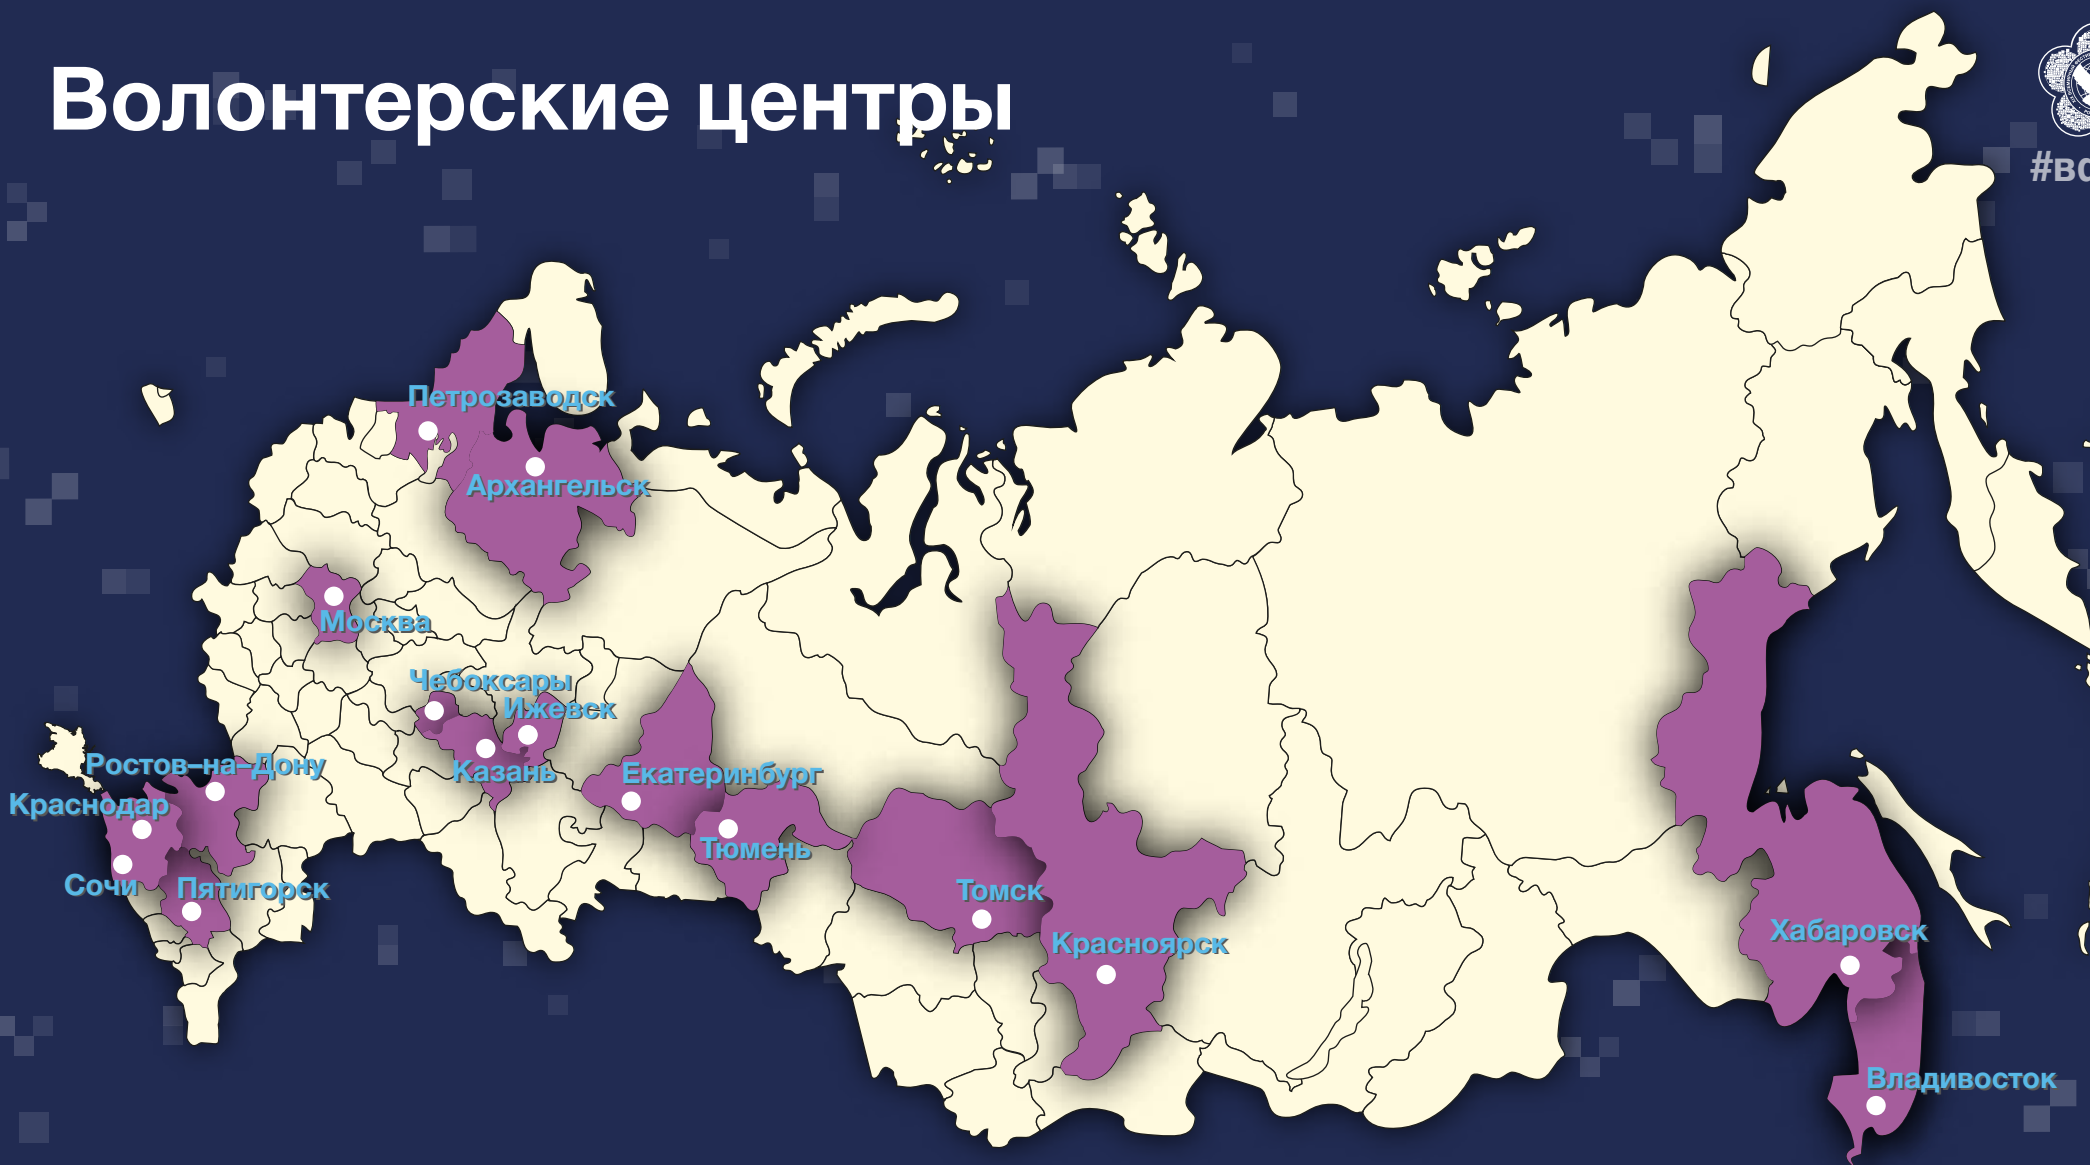 Волонтерские центры
Петрозаводск
Архангельск
Москва
Чебоксары
Ижевск
Ростов–на–Дону
Казань
Екатеринбург
Краснодар
Тюмень
Сочи
Пятигорск
Томск
Красноярск
Хабаровск
Владивосток